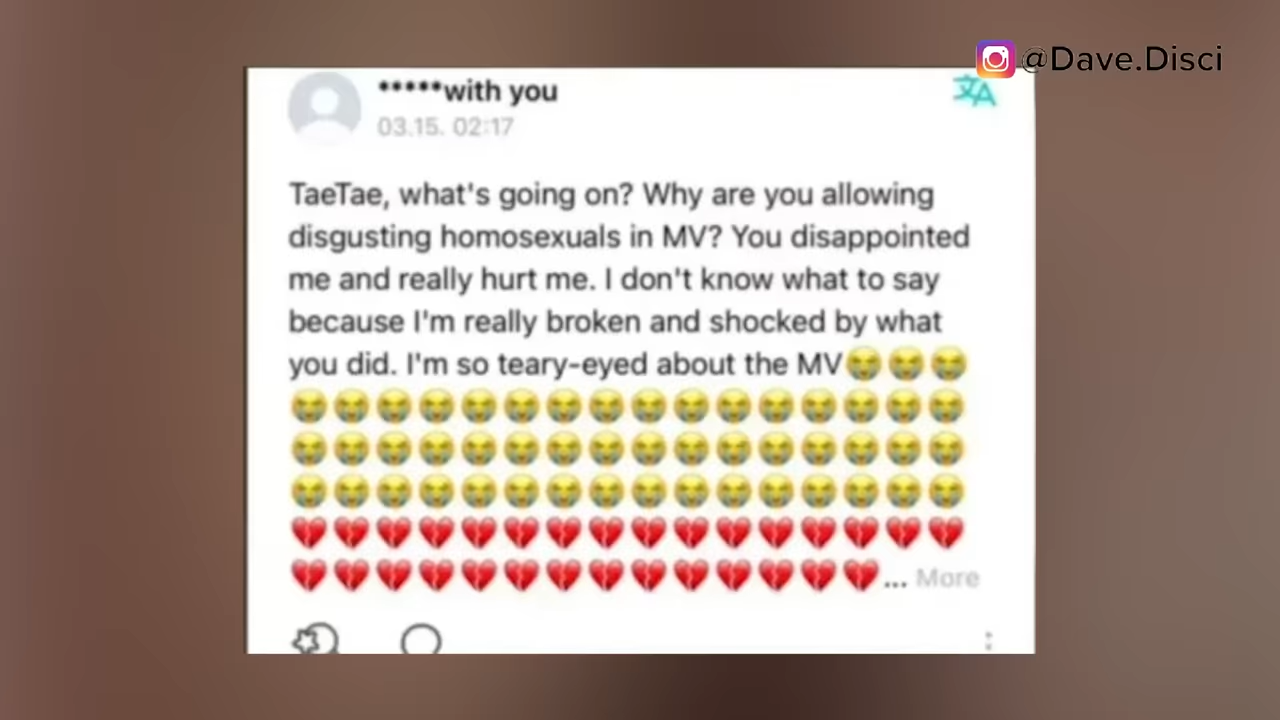 @Dave.Disci
*****with you
03.15. 02:17
TaeTae, what's going on? Why are you allowing
disgusting homosexuals in MV? You disappointed
me and really hurt me. I don't know what to say
because I'm really broken and shocked by what
you did. I'm so teary-eyed about the MV😭😭😭
😭😭😭😭😭😭😭😭😭😭😭😭😭😭😭😭
😭😭😭😭😭😭😭😭😭😭😭😭😭😭😭😭
😭😭😭😭😭😭😭😭😭😭😭😭😭😭😭😭
💔💔💔💔💔💔💔💔💔💔💔💔💔💔💔💔
💔💔💔💔💔💔💔💔💔💔💔💔💔💔... More